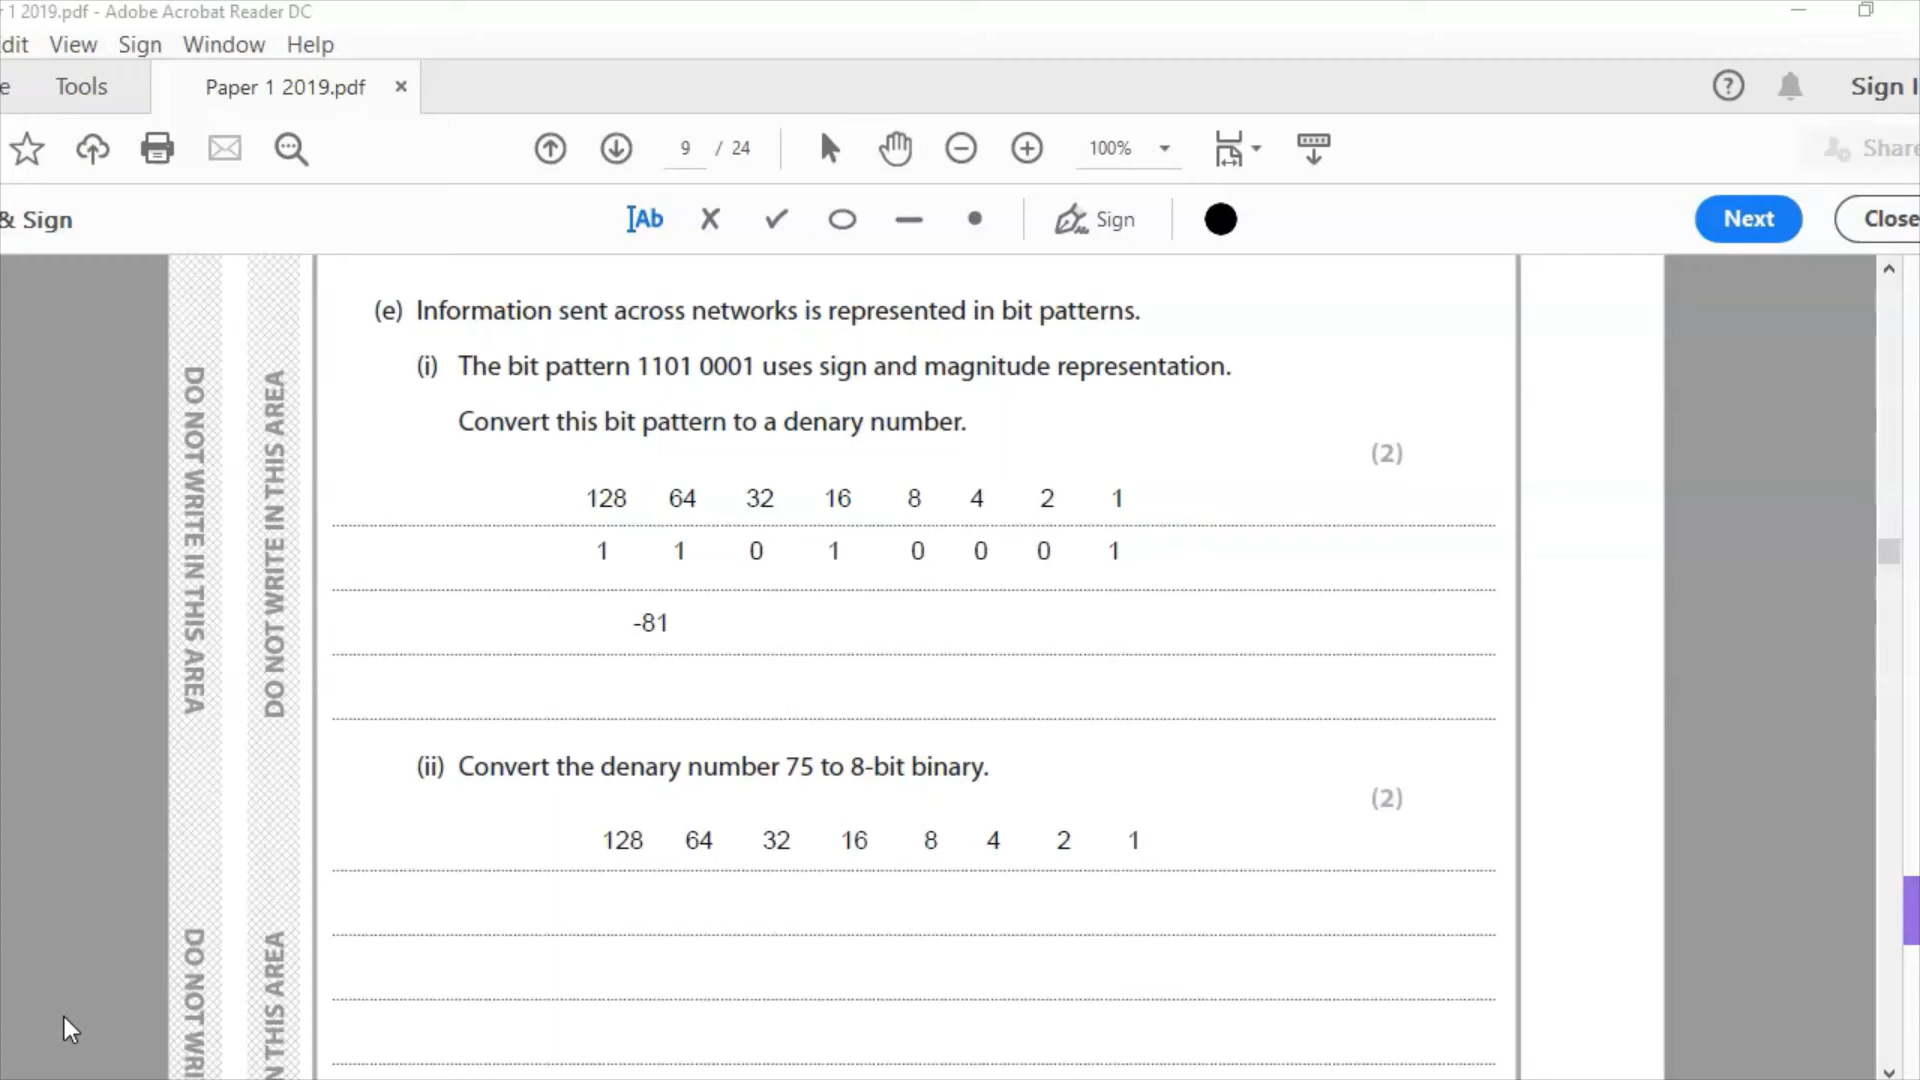 r 1 2019.pdf - Adobe Acrobat Reader DC
dit View Sign Window Help
e Tools Paper 1 2019.pdf ×
Sign I
9 / 24 100% Share
& Sign Ab Sign Next Close
(e) Information sent across networks is represented in bit patterns.
(i) The bit pattern 1101 0001 uses sign and magnitude representation.
Convert this bit pattern to a denary number.
(2)
128 64 32 16 8 4 2 1
1 1 0 1 0 0 0 1
-81
(ii) Convert the denary number 75 to 8-bit binary.
(2)
128 64 32 16 8 4 2 1
DO NOT WRITE IN THIS AREA
DO NOT WRITE IN THIS AREA
DO NOT WRI
N THIS AREA